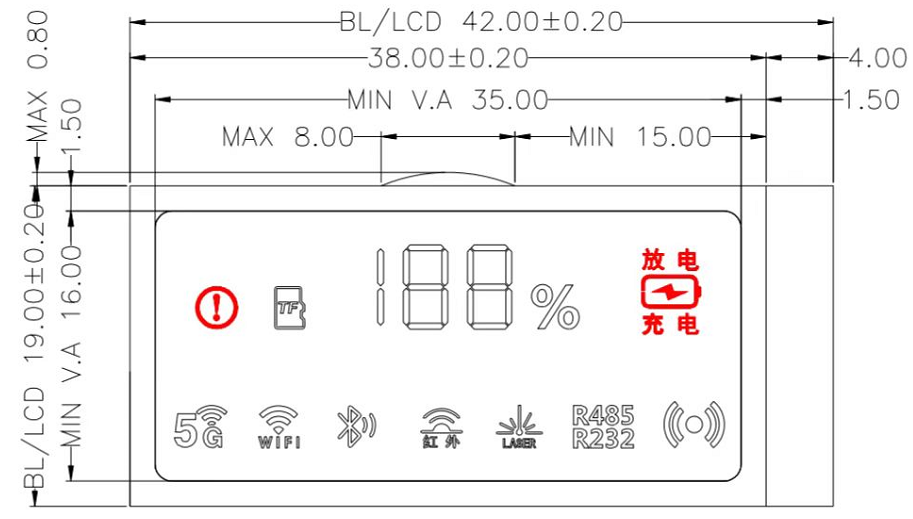 BL/LCD 42.00±0.20
38.00±0.20
4.00
MIN V.A 35.00
1.50
MAX 8.00
MIN 15.00
MAX 0.80
1.50
BL/LCD 19.00±0.20
MIN V.A 16.00
188%
放电
充电
!
TF
5G
WIFI
红外
LASER
R485
R232